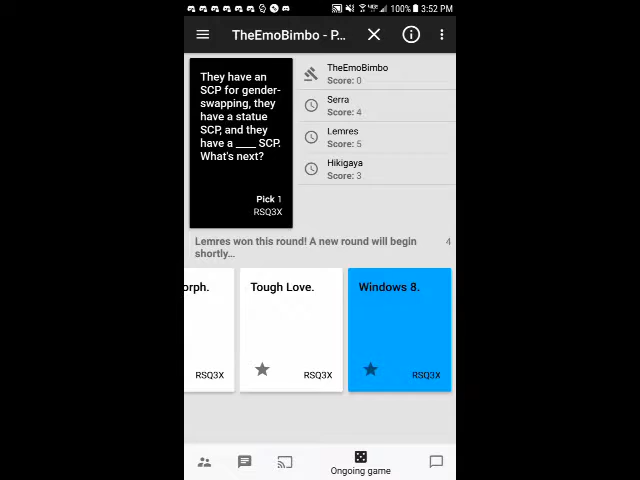 100% 3:52 PM
TheEmoBimbo - P...
They have an
SCP for gender-
swapping, they
have a statue
SCP, and they
have a ____ SCP.
What's next?
Pick 1
RSQ3X
TheEmoBimbo
Score: 0
Serra
Score: 4
Lemres
Score: 5
Hikigaya
Score: 3
Lemres won this round! A new round will begin
shortly...
4
orph.
RSQ3X
Tough Love.
RSQ3X
Windows 8.
RSQ3X
Ongoing game